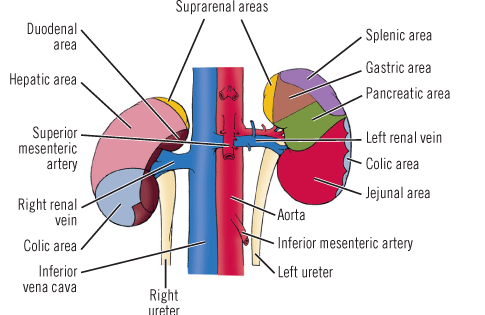 Suprarenal areas
Duodenal
area
Hepatic area
Superior
mesenteric
artery
Right renal
vein
Colic area
Inferior
vena cava
Right
ureter
Splenic area
Gastric area
Pancreatic area
Left renal vein
Colic area
Jejunal area
Aorta
Inferior mesenteric artery
Left ureter